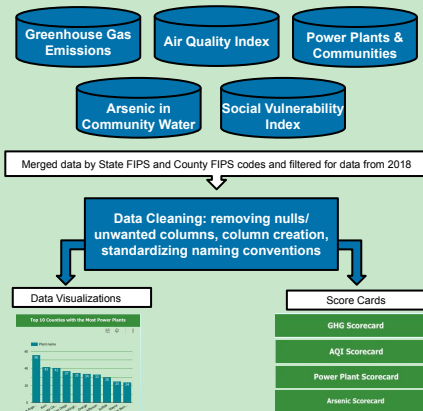 Greenhouse Gas
Emissions
Air Quality Index
Power Plants &
Communities
Arsenic in
Community Water
Social Vulnerability
Index
Merged data by State FIPS and County FIPS codes and filtered for data from 2018
Data Cleaning: removing nulls/
unwanted columns, column creation,
standardizing naming conventions
Data Visualizations
Score Cards
Top 10 Counties with the Most Power Plants
Plant name
GHG Scorecard
AQI Scorecard
Power Plant Scorecard
Arsenic Scorecard